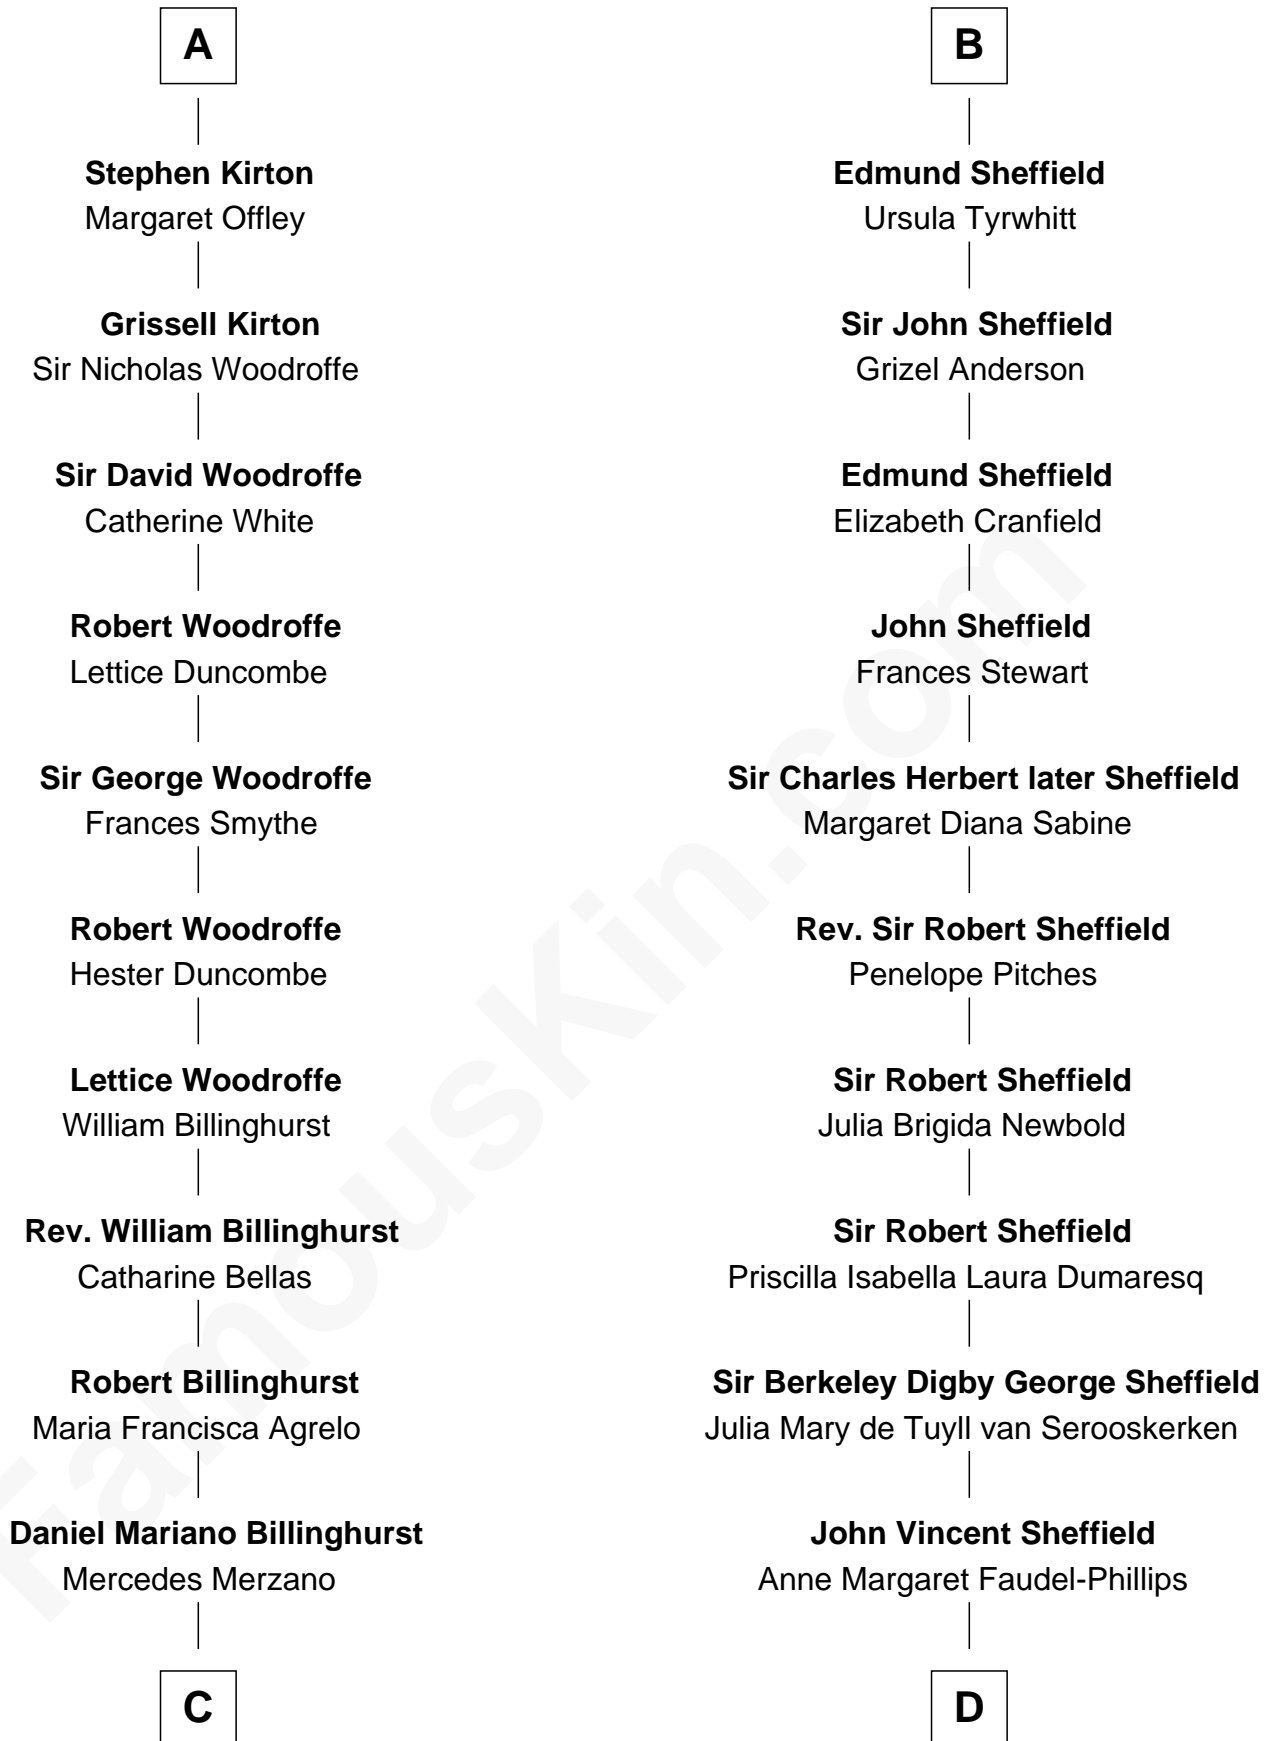 A
Stephen Kirton
Margaret Offley
Grissell Kirton
Sir Nicholas Woodroffe
Sir David Woodroffe
Catherine White
Robert Woodroffe
Lettice Duncombe
Sir George Woodroffe
Frances Smythe
Robert Woodroffe
Hester Duncombe
Lettice Woodroffe
William Billinghurst
Rev. William Billinghurst
Catharine Bellas
Robert Billinghurst
Maria Francisca Agrelo
Daniel Mariano Billinghurst
Mercedes Merzano
C
B
Edmund Sheffield
Ursula Tyrwhitt
Sir John Sheffield
Grizel Anderson
Edmund Sheffield
Elizabeth Cranfield
John Sheffield
Frances Stewart
Sir Charles Herbert later Sheffield
Margaret Diana Sabine
Rev. Sir Robert Sheffield
Penelope Pitches
Sir Robert Sheffield
Julia Brigida Newbold
Sir Robert Sheffield
Priscilla Isabella Laura Dumaresq
Sir Berkeley Digby George Sheffield
Julia Mary de Tuyll van Serooskerken
John Vincent Sheffield
Anne Margaret Faudel-Phillips
D
FamousKin.com